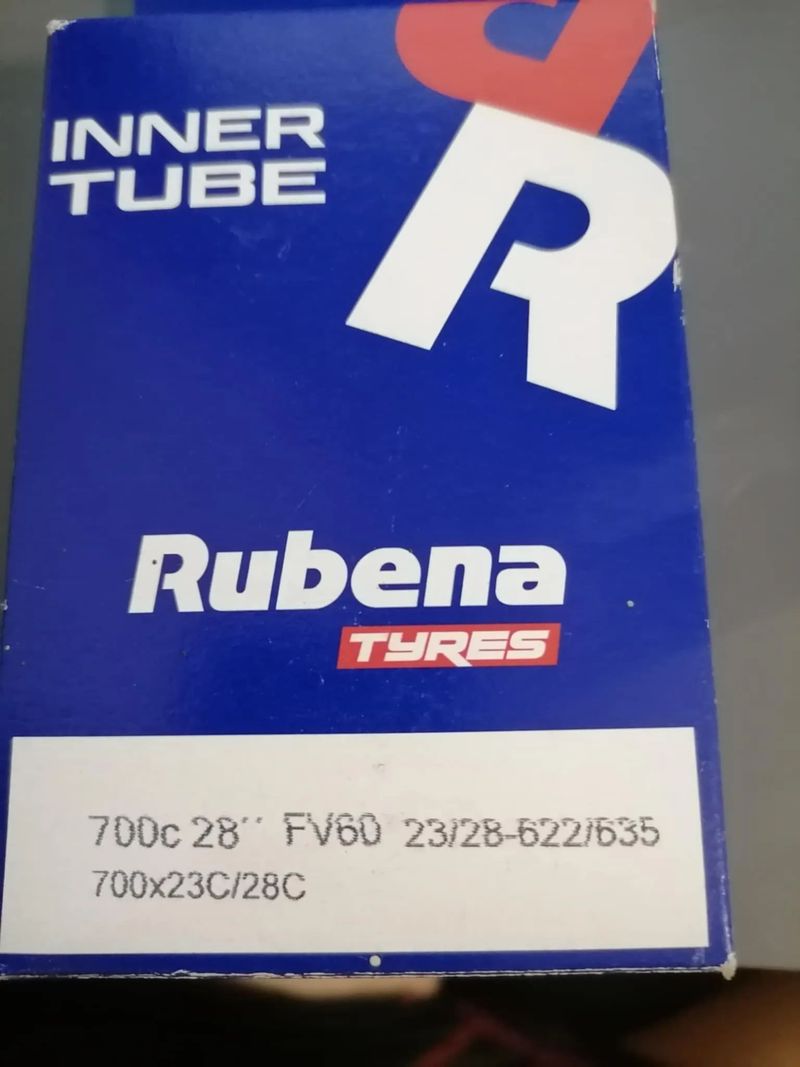 INNER
TUBE
R
Rubena
TYRES
700c 28'' FV60 23/28-622/635
700x23C/28C